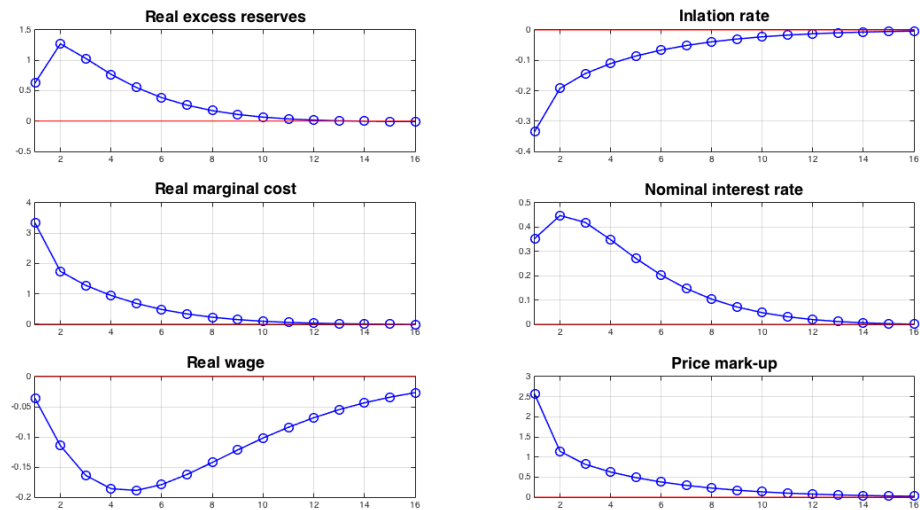 Real excess reserves
1.5
1
0.5
0
-0.5
2 4 6 8 10 12 14 16
Inlation rate
0
-0.1
-0.2
-0.3
-0.4
2 4 6 8 10 12 14 16
Real marginal cost
4
3
2
1
0
2 4 6 8 10 12 14 16
Nominal interest rate
0.5
0.4
0.3
0.2
0.1
0
2 4 6 8 10 12 14 16
Real wage
0
-0.05
-0.1
-0.15
-0.2
2 4 6 8 10 12 14 16
Price mark-up
3
2.5
2
1.5
1
0.5
0
2 4 6 8 10 12 14 16